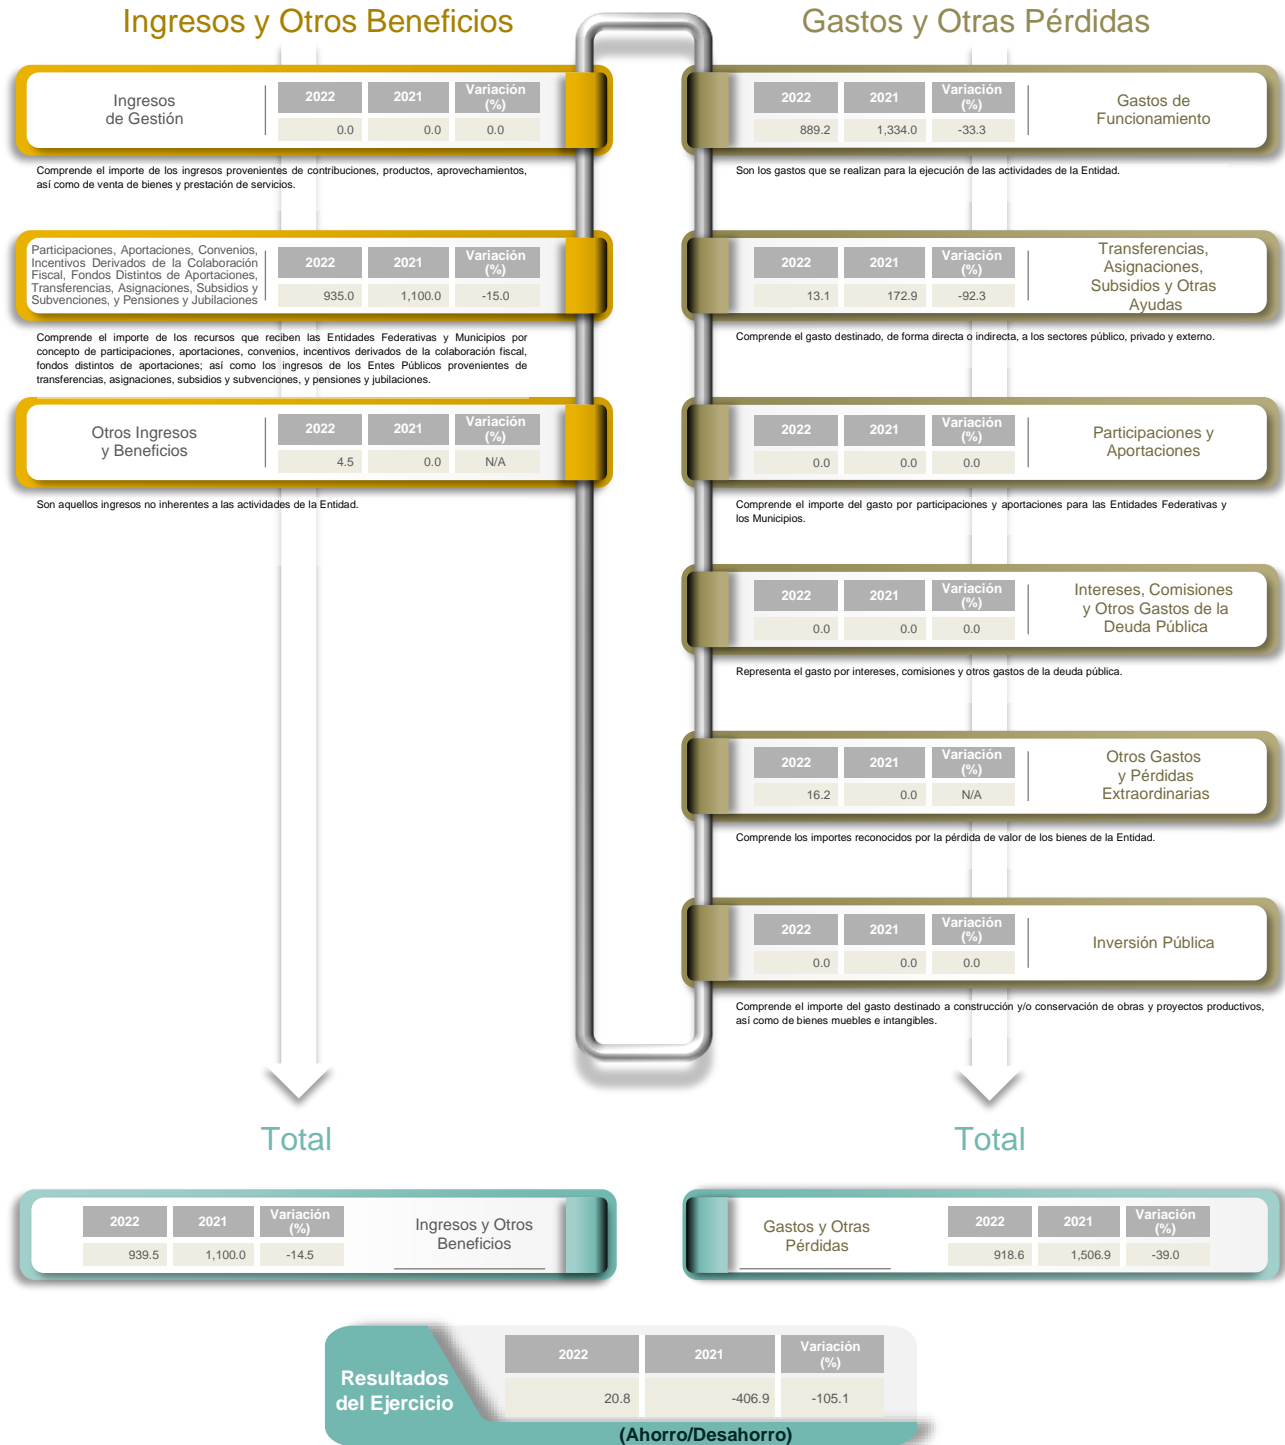 Ingresos y Otros Beneficios
Ingresos
de Gestión
2022 2021 Variación (%)
0.0 0.0 0.0
Comprende el importe de los ingresos provenientes de contribuciones, productos, aprovechamientos,
así como de venta de bienes y prestación de servicios.
Participaciones, Aportaciones, Convenios,
Incentivos Derivados de la Colaboración
Fiscal, Fondos Distintos de Aportaciones,
Transferencias, Asignaciones, Subsidios y
Subvenciones, y Pensiones y Jubilaciones
2022 2021 Variación (%)
935.0 1,100.0 -15.0
Comprende el importe de los recursos que reciben las Entidades Federativas y Municipios por
concepto de participaciones, aportaciones, convenios, incentivos derivados de la colaboración fiscal,
fondos distintos de aportaciones; así como los ingresos de los Entes Públicos provenientes de
transferencias, asignaciones, subsidios y subvenciones, y pensiones y jubilaciones.
Otros Ingresos
y Beneficios
2022 2021 Variación (%)
4.5 0.0 N/A
Son aquellos ingresos no inherentes a las actividades de la Entidad.
Gastos y Otras Pérdidas
2022 2021 Variación (%)
889.2 1,334.0 -33.3
Gastos de
Funcionamiento
Son los gastos que se realizan para la ejecución de las actividades de la Entidad.
2022 2021 Variación (%)
13.1 172.9 -92.3
Transferencias,
Asignaciones,
Subsidios y Otras
Ayudas
Comprende el gasto destinado, de forma directa o indirecta, a los sectores público, privado y externo.
2022 2021 Variación (%)
0.0 0.0 0.0
Participaciones y
Aportaciones
Comprende el importe del gasto por participaciones y aportaciones para las Entidades Federativas y
los Municipios.
2022 2021 Variación (%)
0.0 0.0 0.0
Intereses, Comisiones
y Otros Gastos de la
Deuda Pública
Representa el gasto por intereses, comisiones y otros gastos de la deuda pública.
2022 2021 Variación (%)
16.2 0.0 N/A
Otros Gastos
y Pérdidas
Extraordinarias
Comprende los importes reconocidos por la pérdida de valor de los bienes de la Entidad.
2022 2021 Variación (%)
0.0 0.0 0.0
Inversión Pública
Comprende el importe del gasto destinado a construcción y/o conservación de obras y proyectos productivos,
así como de bienes muebles e intangibles.
Total
2022 2021 Variación (%)
939.5 1,100.0 -14.5
Ingresos y Otros
Beneficios
Total
Gastos y Otras
Pérdidas
2022 2021 Variación (%)
918.6 1,506.9 -39.0
Resultados
del Ejercicio
2022 2021 Variación (%)
20.8 -406.9 -105.1
(Ahorro/Desahorro)